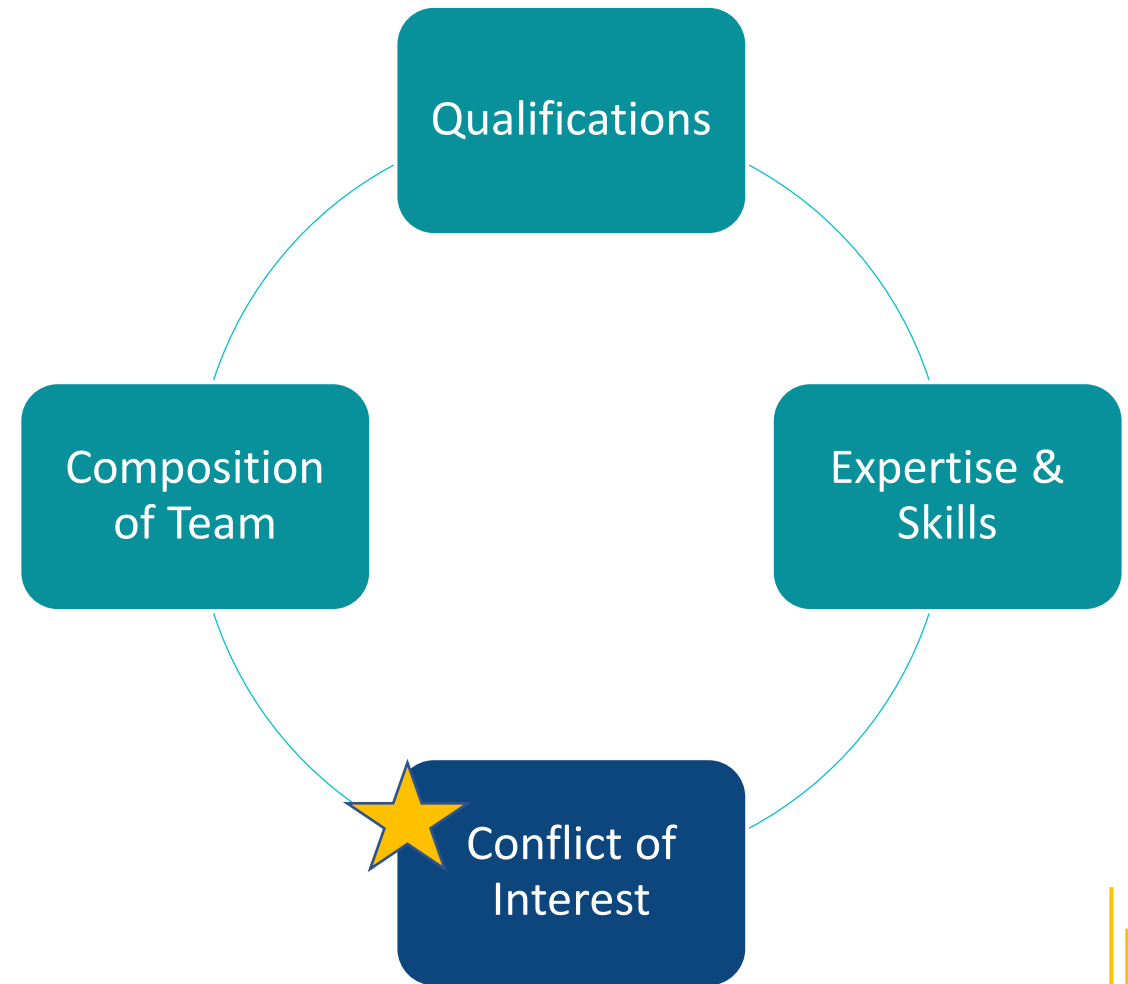 Qualifications
Composition
of Team
Expertise &
Skills
Conflict of
Interest